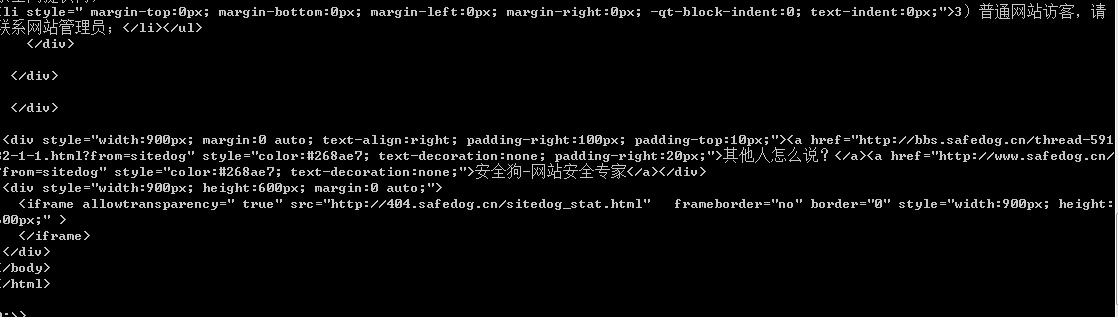 li style=" margin-top:0px; margin-bottom:0px; margin-left:0px; margin-right:0px; -qt-block-indent:0; text-indent:0px;">3) 普通网站访客，请
联系网站管理员；</li></ul>
</div>
</div>
</div>
<div style="width:900px; margin:0 auto; text-align:right; padding-right:100px; padding-top:10px;"><a href="http://bbs.safedog.cn/thread-591
82-1-1.html?from=sitedog" style="color:#268ae7; text-decoration:none; padding-right:20px;">其他人怎么说？</a><a href="http://www.safedog.cn/
?from=sitedog" style="color:#268ae7; text-decoration:none;">安全狗-网站安全专家</a></div>
<div style="width:900px; height:600px; margin:0 auto;">
<iframe allowtransparency=" true" src="http://404.safedog.cn/sitedog_stat.html"   frameborder="no" border="0" style="width:900px; height:
600px;" >
</iframe>
</div>
</body>
</html>